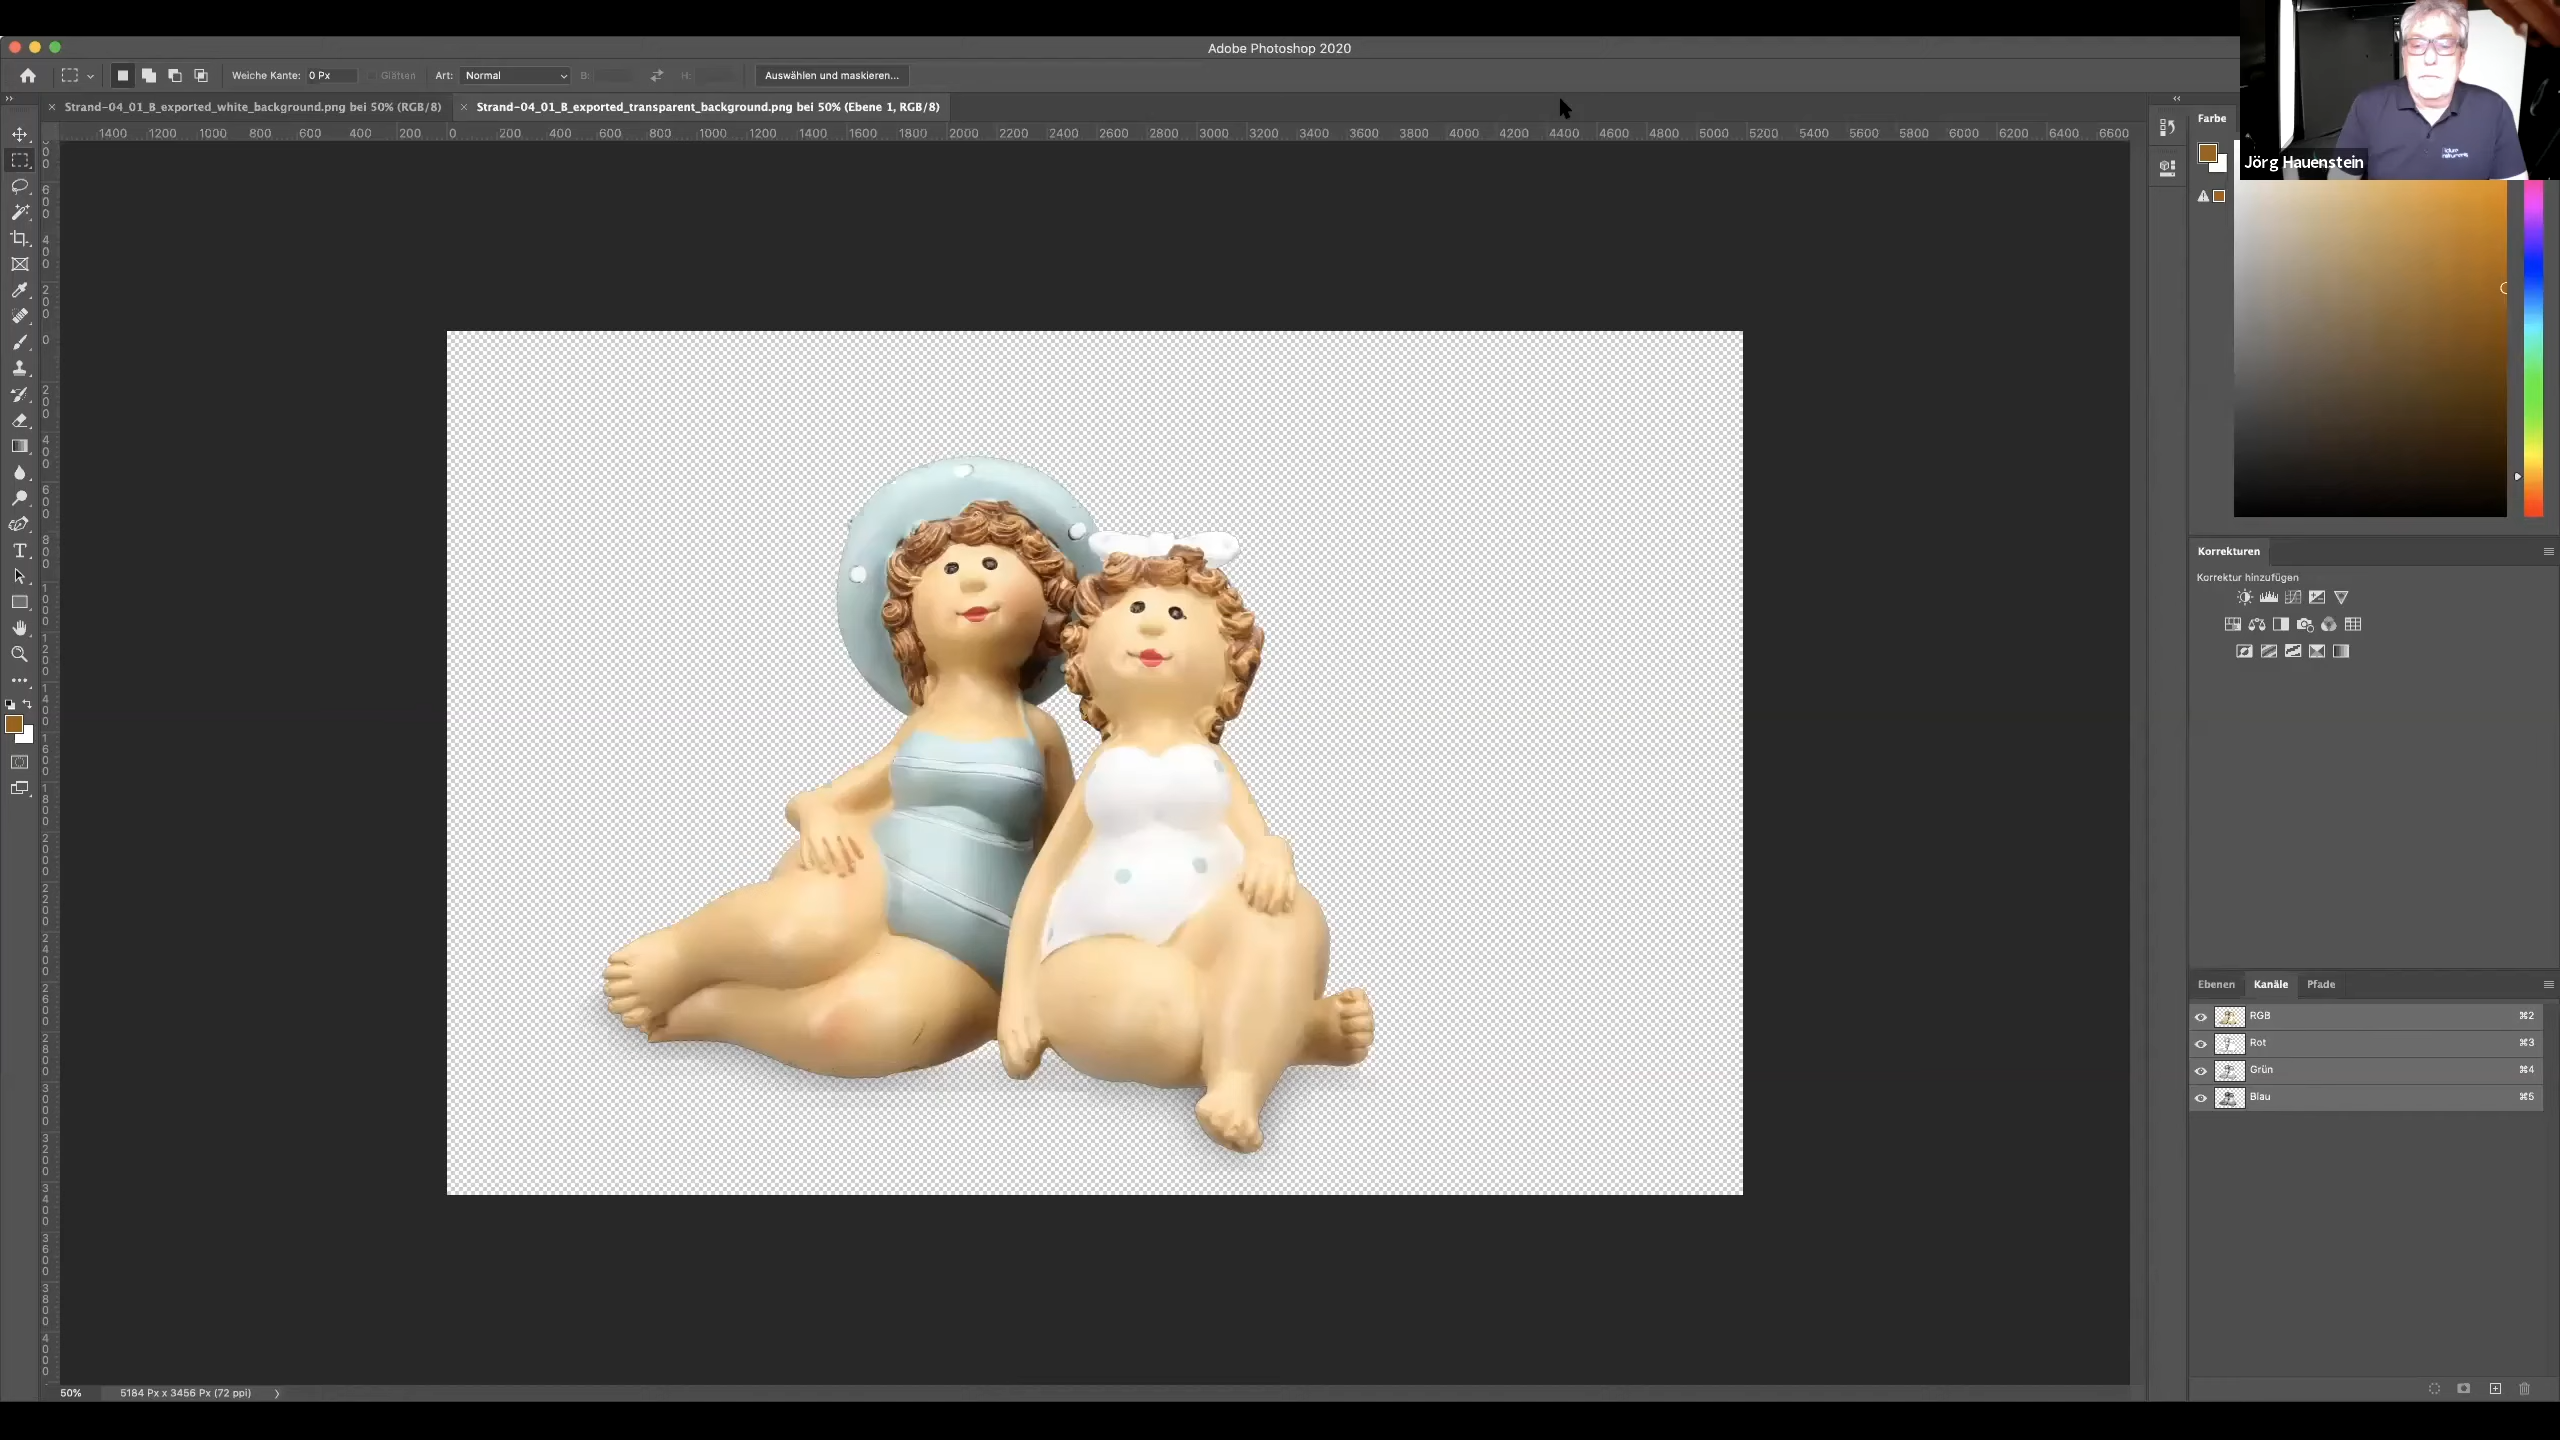 Adobe Photoshop 2020
Weiche Kante: 0 Px Glätten Art: Normal B: H: Auswählen und maskieren...
Strand-04_01_B_exported_white_background.png bei 50% (RGB/8) Strand-04_01_B_exported_transparent_background.png bei 50% (Ebene 1, RGB/8)
1400 1200 1000 800 600 400 200 0 200 400 600 800 1000 1200 1400 1600 1800 2000 2200 2400 2600 2800 3000 3200 3400 3600 3800 4000 4200 4400 4600 4800 5000 5200 5400 5600 5800 6000 6200 6400 6600
Farbe
Jörg Hauenstein
Korrekturen
Korrektur hinzufügen
Ebenen Kanäle Pfade
RGB ⌘2
Rot ⌘3
Grün ⌘4
Blau ⌘5
50% 5184 Px x 3456 Px (72 ppi)